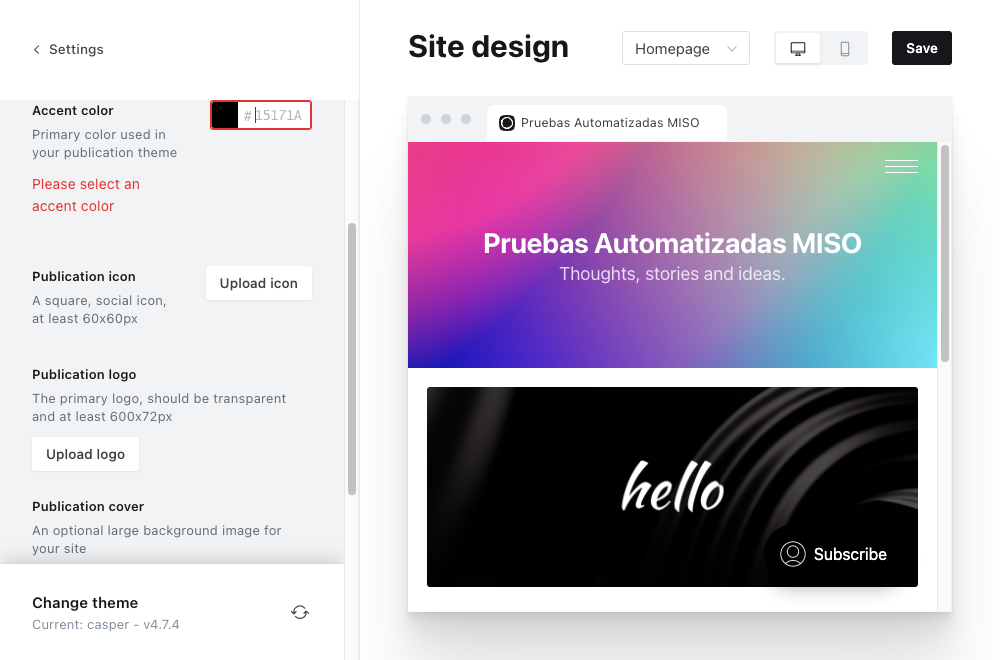 Settings
Site design
Homepage
Save
Accent color
# 15171A
Primary color used in
your publication theme
Please select an
accent color
Publication icon
Upload icon
A square, social icon,
at least 60x60px
Publication logo
The primary logo, should be transparent
and at least 600x72px
Upload logo
Publication cover
An optional large background image for
your site
Change theme
Current: casper - v4.7.4
Pruebas Automatizadas MISO
Pruebas Automatizadas MISO
Thoughts, stories and ideas.
hello
Subscribe